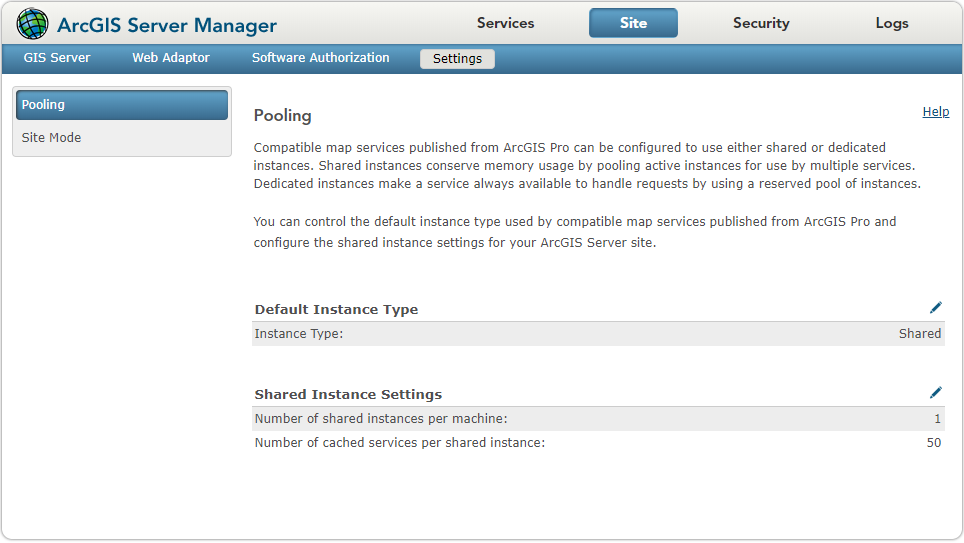 ArcGIS Server Manager
Services Site Security Logs
GIS Server Web Adaptor Software Authorization Settings
Pooling
Site Mode
Pooling
Help
Compatible map services published from ArcGIS Pro can be configured to use either shared or dedicated
instances. Shared instances conserve memory usage by pooling active instances for use by multiple services.
Dedicated instances make a service always available to handle requests by using a reserved pool of instances.
You can control the default instance type used by compatible map services published from ArcGIS Pro and
configure the shared instance settings for your ArcGIS Server site.
Default Instance Type
Instance Type: Shared
Shared Instance Settings
Number of shared instances per machine: 1
Number of cached services per shared instance: 50